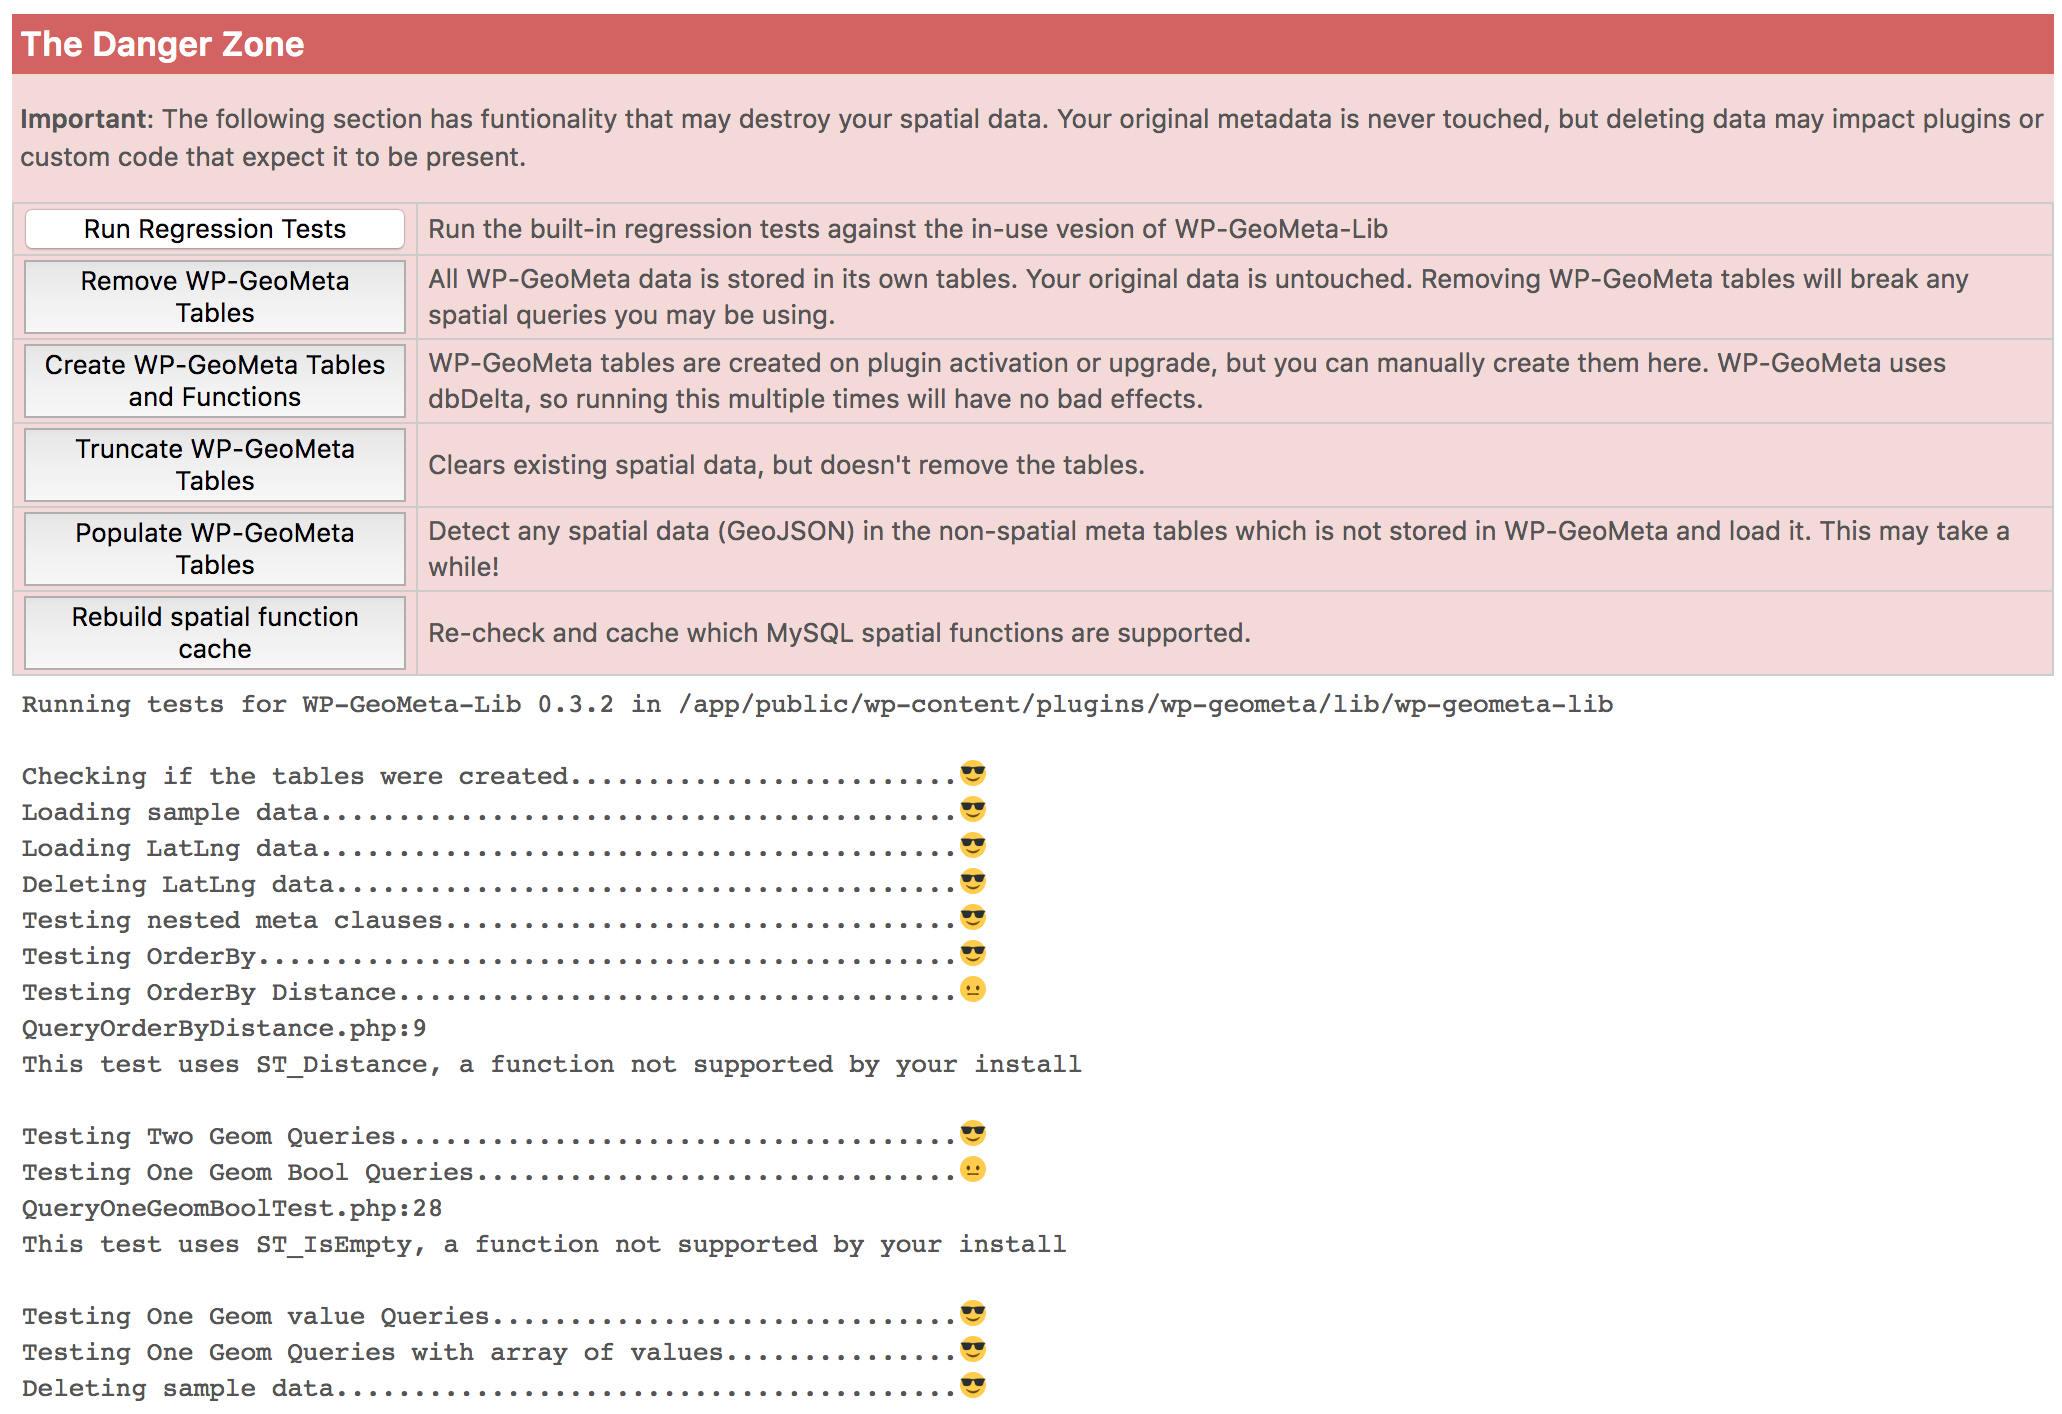 The Danger Zone
Important: The following section has funtionality that may destroy your spatial data. Your original metadata is never touched, but deleting data may impact plugins or
custom code that expect it to be present.
Run Regression Tests
Run the built-in regression tests against the in-use vesion of WP-GeoMeta-Lib
Remove WP-GeoMeta
Tables
All WP-GeoMeta data is stored in its own tables. Your original data is untouched. Removing WP-GeoMeta tables will break any
spatial queries you may be using.
Create WP-GeoMeta Tables
and Functions
WP-GeoMeta tables are created on plugin activation or upgrade, but you can manually create them here. WP-GeoMeta uses
dbDelta, so running this multiple times will have no bad effects.
Truncate WP-GeoMeta
Tables
Clears existing spatial data, but doesn't remove the tables.
Populate WP-GeoMeta
Tables
Detect any spatial data (GeoJSON) in the non-spatial meta tables which is not stored in WP-GeoMeta and load it. This may take a
while!
Rebuild spatial function
cache
Re-check and cache which MySQL spatial functions are supported.
Running tests for WP-GeoMeta-Lib 0.3.2 in /app/public/wp-content/plugins/wp-geometa/lib/wp-geometa-lib
Checking if the tables were created.........................😎
Loading sample data.........................................😎
Loading LatLng data.........................................😎
Deleting LatLng data........................................😎
Testing nested meta clauses.................................😎
Testing OrderBy.............................................😎
Testing OrderBy Distance....................................😐
QueryOrderByDistance.php:9
This test uses ST_Distance, a function not supported by your install
Testing Two Geom Queries....................................😎
Testing One Geom Bool Queries...............................😐
QueryOneGeomBoolTest.php:28
This test uses ST_IsEmpty, a function not supported by your install
Testing One Geom value Queries..............................😎
Testing One Geom Queries with array of values...............😎
Deleting sample data........................................😎